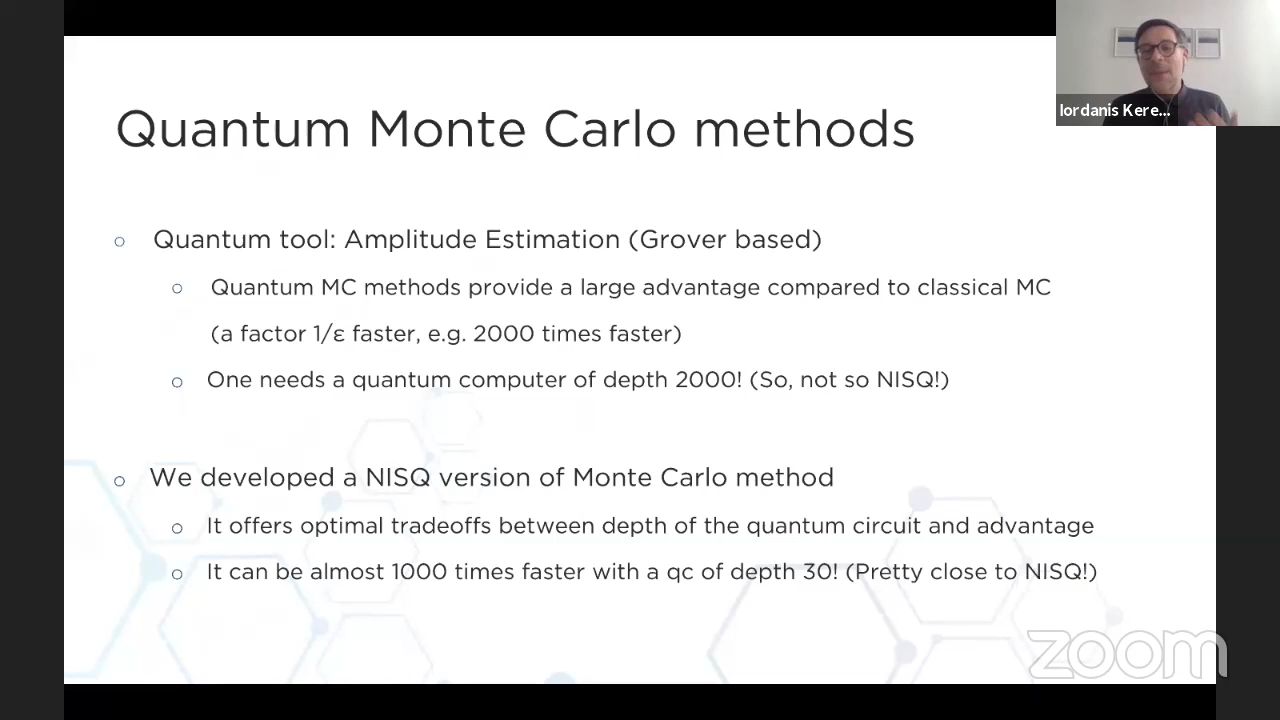 Iordanis Kere...
Quantum Monte Carlo methods
Quantum tool: Amplitude Estimation (Grover based)
Quantum MC methods provide a large advantage compared to classical MC
(a factor 1/ε faster, e.g. 2000 times faster)
One needs a quantum computer of depth 2000! (So, not so NISQ!)
We developed a NISQ version of Monte Carlo method
It offers optimal tradeoffs between depth of the quantum circuit and advantage
It can be almost 1000 times faster with a qc of depth 30! (Pretty close to NISQ!)
zoom